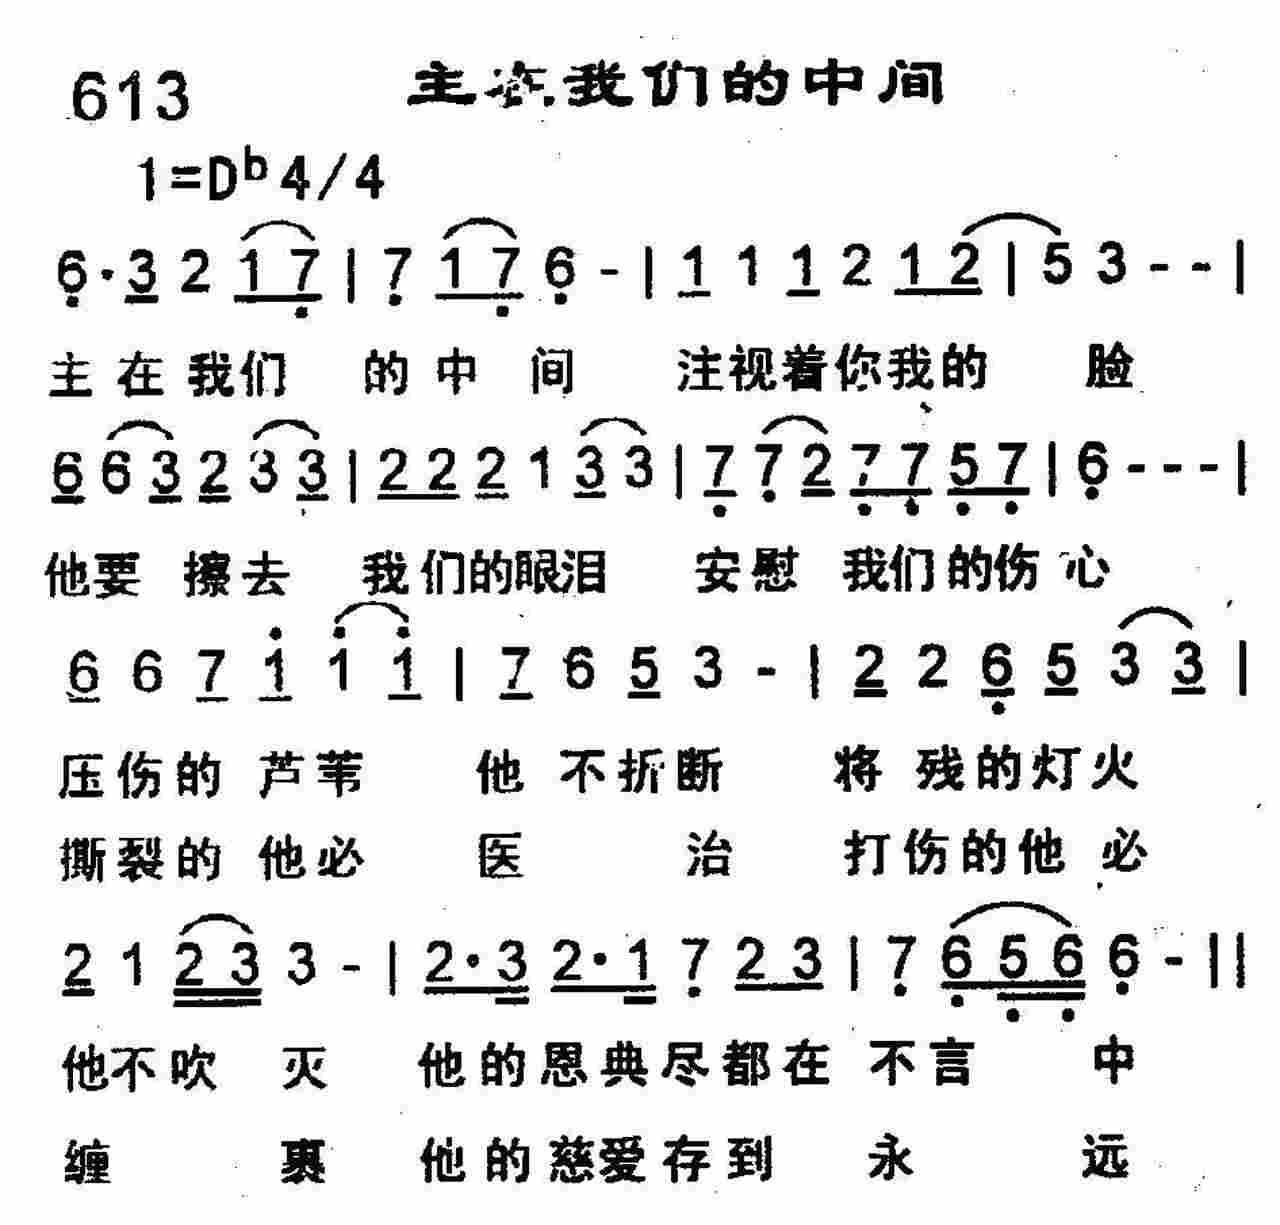 613 主在我们的中间
1=Dᵇ4/4
6·3 2 1 7 | 7 1 7 6 - | 1 1 1 2 1 2 | 5 3 - - |
主在我们 的中 间 注视着你我的 脸
6 6 3 2 3 3 | 2 2 2 1 3 3 | 7 7 2 7 7 5 7 | 6 - - - |
他要 擦去 我们的眼泪 安慰 我们的伤心
6 6 7 1 1 1 | 7 6 5 3 - | 2 2 6 5 3 3 |
压伤的 芦苇 他 不折断 将 残的灯火
撕裂的 他必 医 治 打伤的他必
2 1 2 3 3 - | 2·3 2·1 7 2 3 | 7 6 5 6 6 - ||
他不吹 灭 他的恩典尽都在 不言 中
缠 裹 他的慈爱存到 永 远